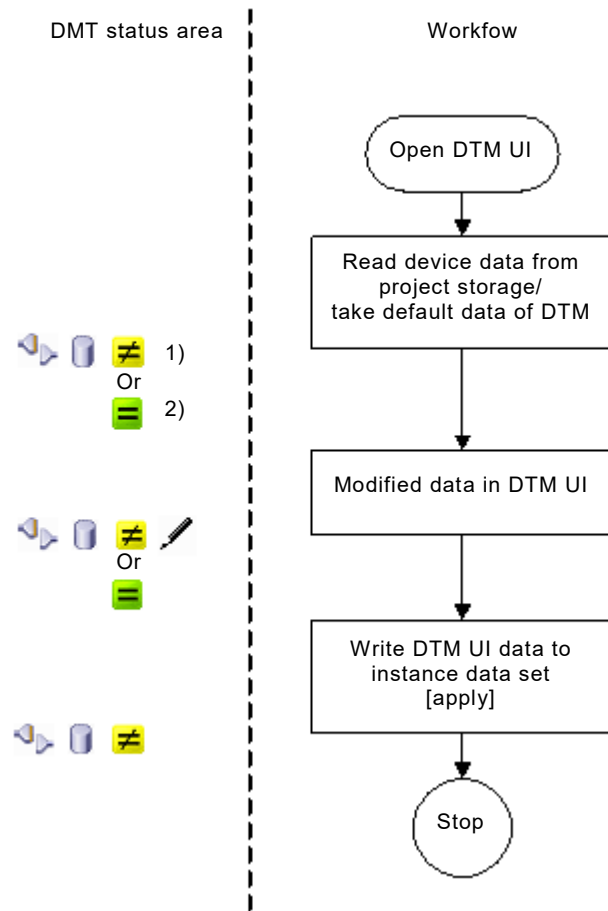 DMT status area
Workfow
Open DTM UI
Read device data from
project storage/
take default data of DTM
≠ 1)
Or
= 2)
Modified data in DTM UI
≠
Or
=
Write DTM UI data to
instance data set
[apply]
≠
Stop